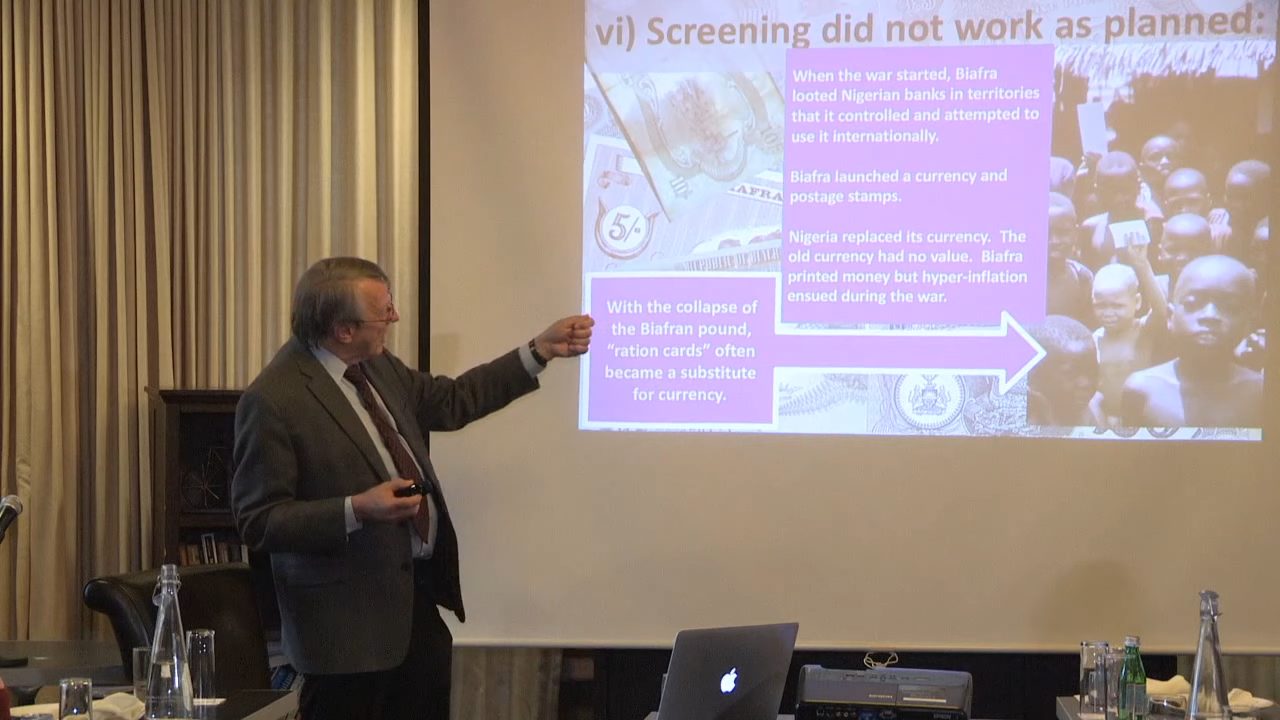 vi) Screening did not work as planned:
When the war started, Biafra
looted Nigerian banks in territories
that it controlled and attempted to
use it internationally.
Biafra launched a currency and
postage stamps.
Nigeria replaced its currency. The
old currency had no value. Biafra
printed money but hyper-inflation
ensued during the war.
With the collapse of
the Biafran pound,
“ration cards” often
became a substitute
for currency.
5/-